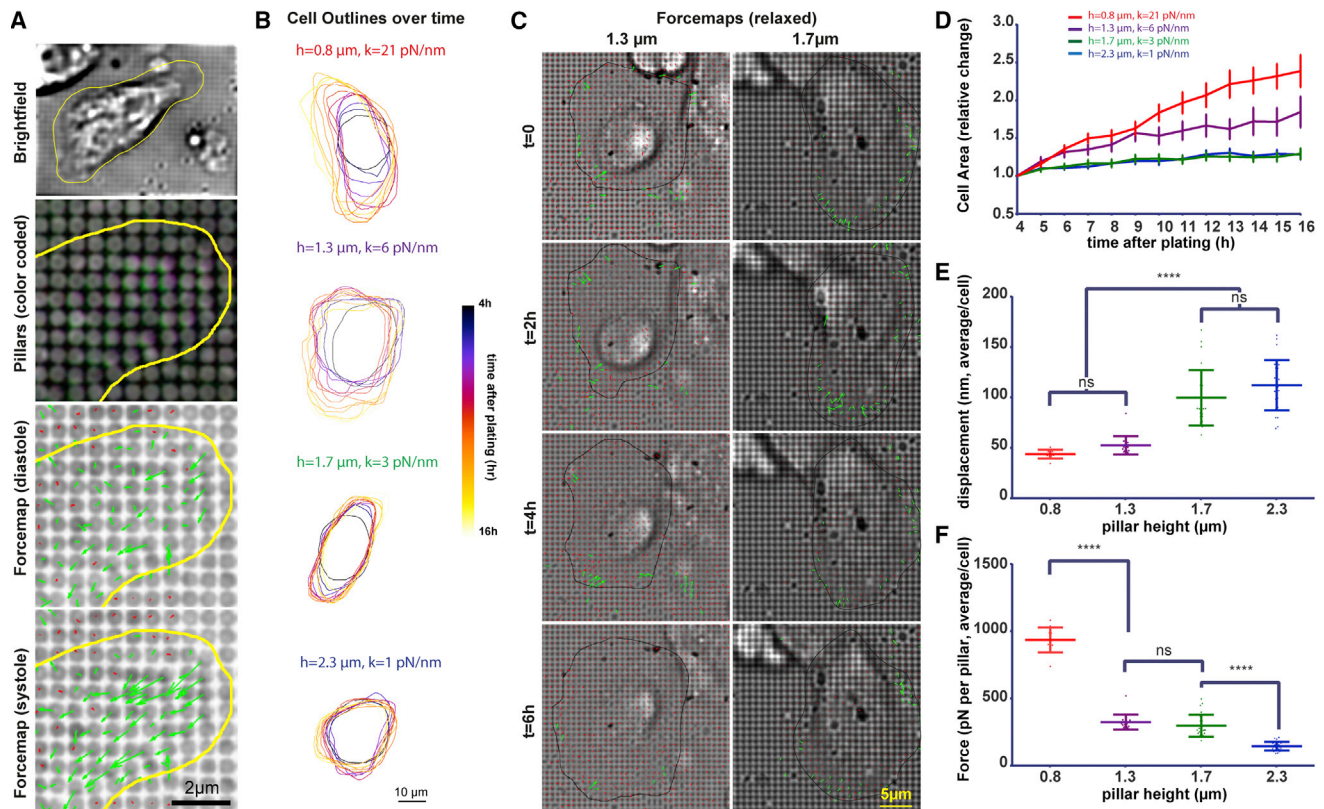 A
Brightfield
Pillars (color coded)
Forcemap (diastole)
Forcemap (systole)
2µm
B
Cell Outlines over time
h=0.8 µm, k=21 pN/nm
h=1.3 µm, k=6 pN/nm
h=1.7 µm, k=3 pN/nm
h=2.3 µm, k=1 pN/nm
4h
time after plating (hr)
16h
10 µm
C
Forcemaps (relaxed)
1.3 µm
1.7µm
t=0
t=2h
t=4h
t=6h
5µm
D
h=0.8 µm, k=21 pN/nm
h=1.3 µm, k=6 pN/nm
h=1.7 µm, k=3 pN/nm
h=2.3 µm, k=1 pN/nm
Cell Area (relative change)
3.0
2.5
2.0
1.5
1.0
0.5
4 5 6 7 8 9 10 11 12 13 14 15 16
time after plating (h)
E
displacement (nm, average/cell)
200
150
100
50
0
****
ns
ns
0.8 1.3 1.7 2.3
pillar height (µm)
F
Force (pN per pillar, average/cell)
1500
1000
500
0
****
ns
****
0.8 1.3 1.7 2.3
pillar height (µm)